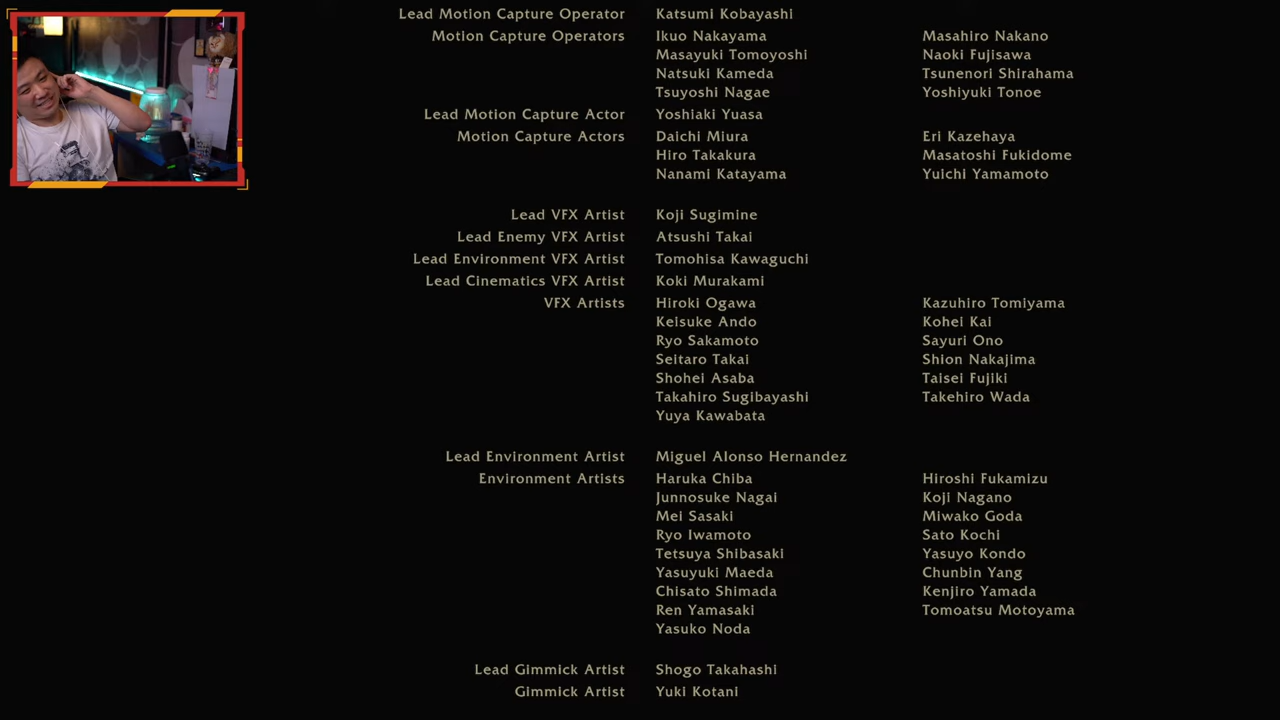 Lead Motion Capture Operator Katsumi Kobayashi
Motion Capture Operators Ikuo Nakayama Masahiro Nakano
Masayuki Tomoyoshi Naoki Fujisawa
Natsuki Kameda Tsunenori Shirahama
Tsuyoshi Nagae Yoshiyuki Tonoe
Lead Motion Capture Actor Yoshiaki Yuasa
Motion Capture Actors Daichi Miura Eri Kazehaya
Hiro Takakura Masatoshi Fukidome
Nanami Katayama Yuichi Yamamoto
Lead VFX Artist Koji Sugimine
Lead Enemy VFX Artist Atsushi Takai
Lead Environment VFX Artist Tomohisa Kawaguchi
Lead Cinematics VFX Artist Koki Murakami
VFX Artists Hiroki Ogawa Kazuhiro Tomiyama
Keisuke Ando Kohei Kai
Ryo Sakamoto Sayuri Ono
Seitaro Takai Shion Nakajima
Shohei Asaba Taisei Fujiki
Takahiro Sugibayashi Takehiro Wada
Yuya Kawabata
Lead Environment Artist Miguel Alonso Hernandez
Environment Artists Haruka Chiba Hiroshi Fukamizu
Junnosuke Nagai Koji Nagano
Mei Sasaki Miwako Goda
Ryo Iwamoto Sato Kochi
Tetsuya Shibasaki Yasuyo Kondo
Yasuyuki Maeda Chunbin Yang
Chisato Shimada Kenjiro Yamada
Ren Yamasaki Tomoatsu Motoyama
Yasuko Noda
Lead Gimmick Artist Shogo Takahashi
Gimmick Artist Yuki Kotani